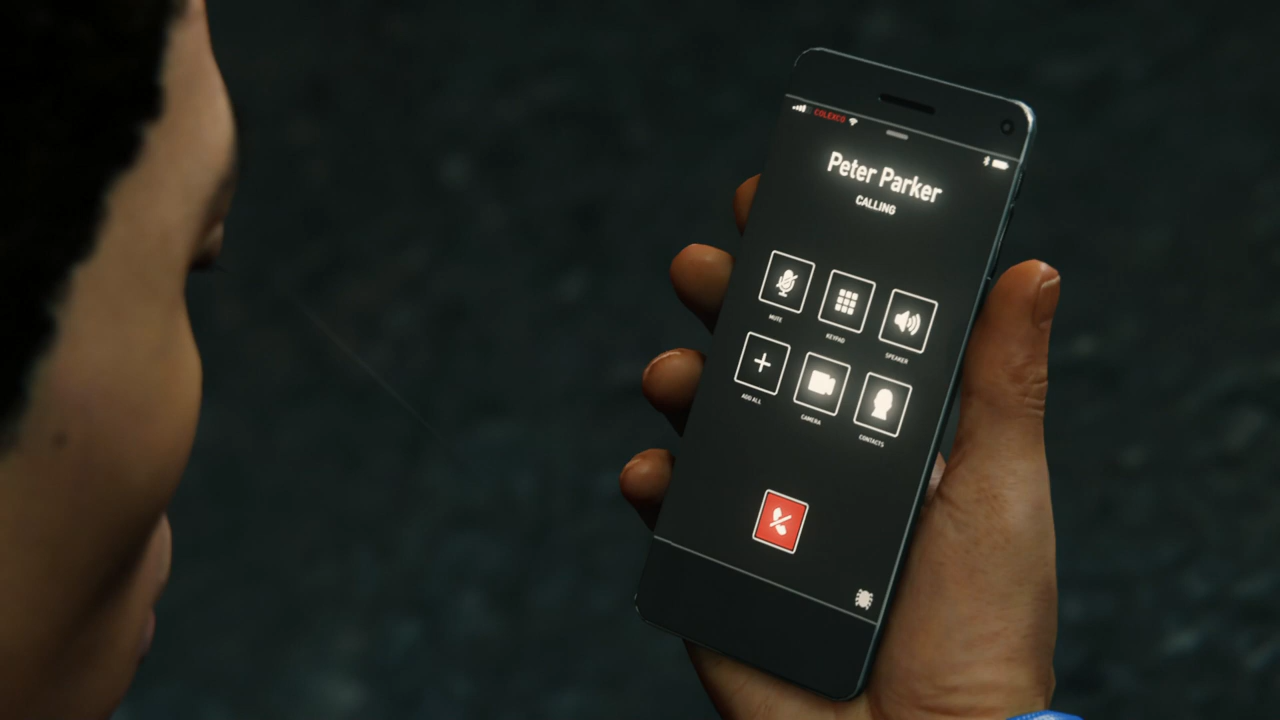 COLEXCO
Peter Parker
CALLING
MUTE
KEYPAD
SPEAKER
ADD ALL
CAMERA
CONTACTS